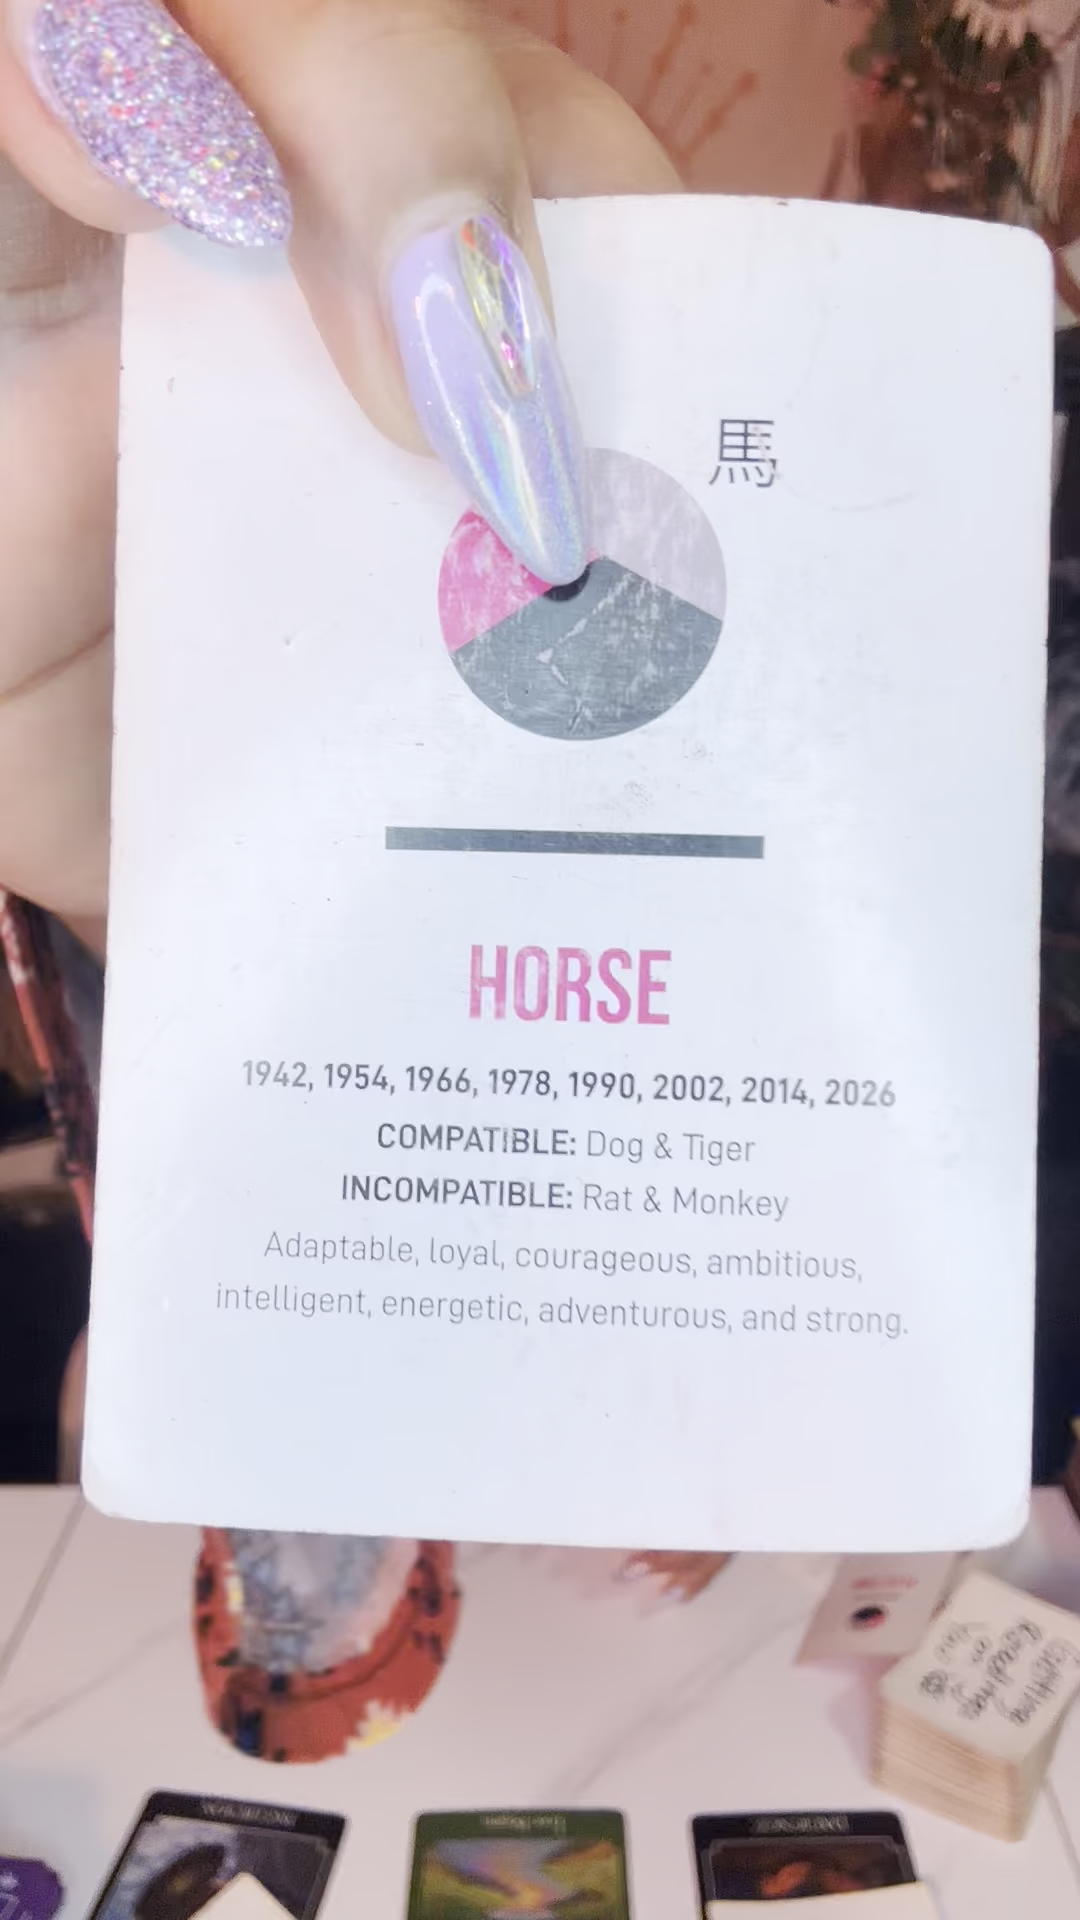 馬
HORSE
1942, 1954, 1966, 1978, 1990, 2002, 2014, 2026
COMPATIBLE: Dog & Tiger
INCOMPATIBLE: Rat & Monkey
Adaptable, loyal, courageous, ambitious,
intelligent, energetic, adventurous, and strong.